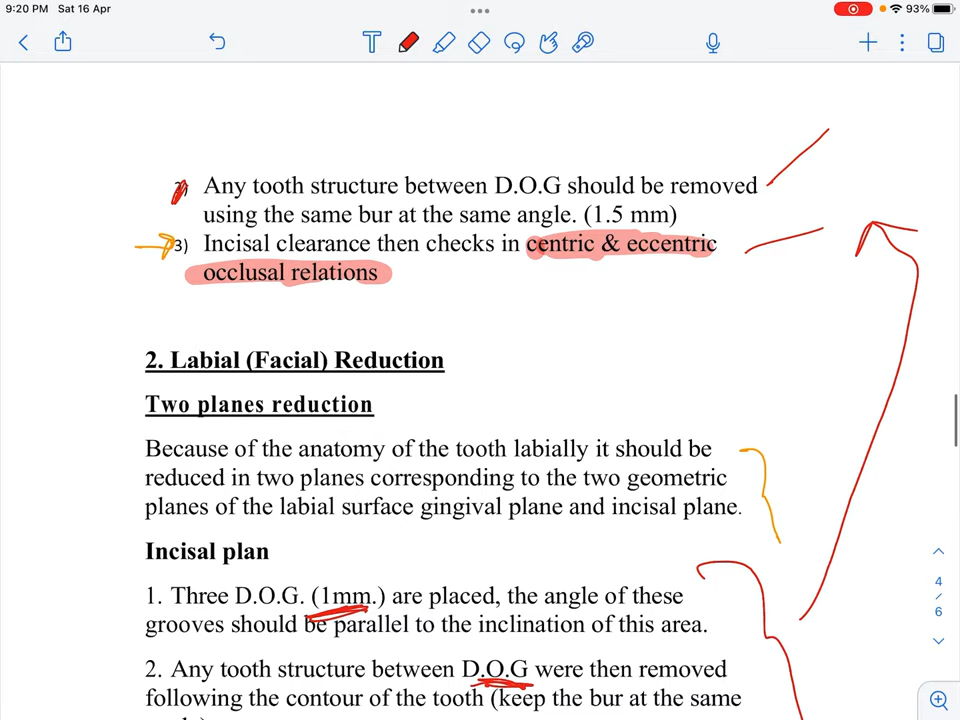 9:20 PM Sat 16 Apr
93%
Any tooth structure between D.O.G should be removed
using the same bur at the same angle. (1.5 mm)
3) Incisal clearance then checks in centric & eccentric
occlusal relations
2. Labial (Facial) Reduction
Two planes reduction
Because of the anatomy of the tooth labially it should be
reduced in two planes corresponding to the two geometric
planes of the labial surface gingival plane and incisal plane.
Incisal plan
1. Three D.O.G. (1mm.) are placed, the angle of these
grooves should be parallel to the inclination of this area.
2. Any tooth structure between D.O.G were then removed
following the contour of the tooth (keep the bur at the same
4
/
6